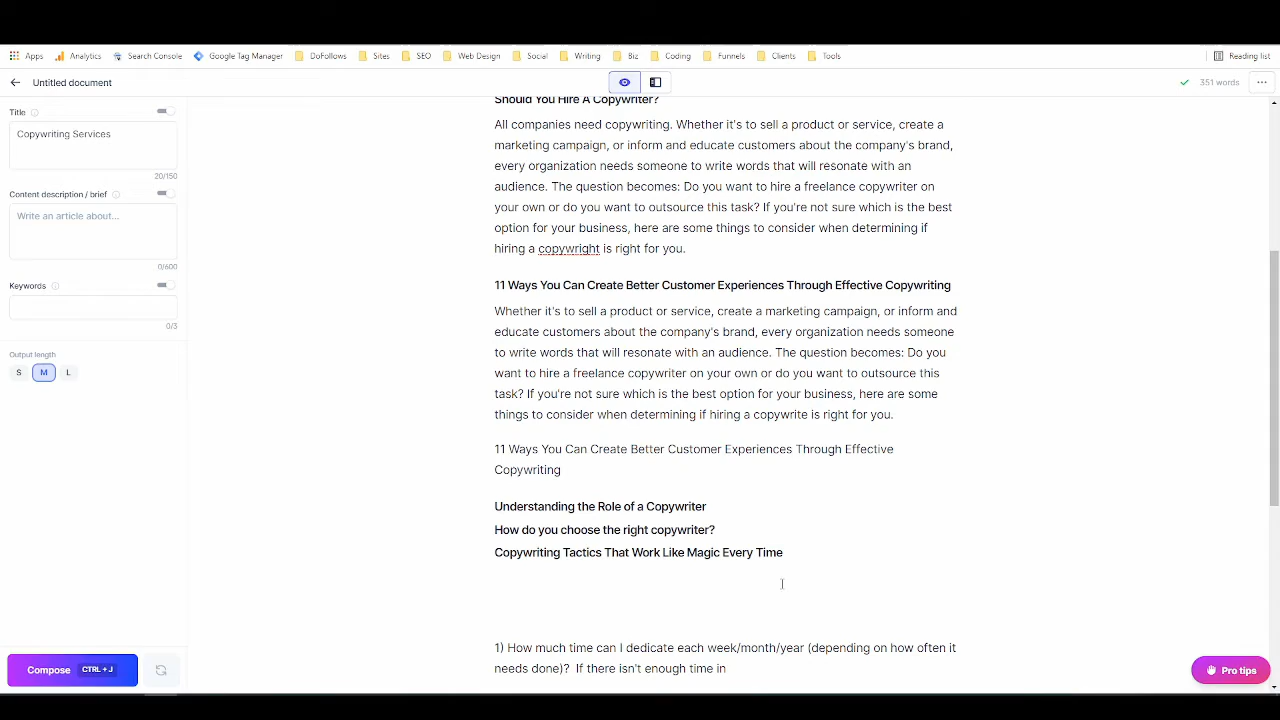 Apps Analytics Search Console Google Tag Manager DoFollows Sites SEO Web Design Social Writing Biz Coding Funnels Clients Tools Reading list
Untitled document
351 words
Title
Copywriting Services
20/150
Content description / brief
Write an article about...
0/600
Keywords
0/3
Output length
S M L
Compose CTRL + J
Should You Hire A Copywriter?
All companies need copywriting. Whether it's to sell a product or service, create a
marketing campaign, or inform and educate customers about the company's brand,
every organization needs someone to write words that will resonate with an
audience. The question becomes: Do you want to hire a freelance copywriter on
your own or do you want to outsource this task? If you're not sure which is the best
option for your business, here are some things to consider when determining if
hiring a copywright is right for you.
11 Ways You Can Create Better Customer Experiences Through Effective Copywriting
Whether it's to sell a product or service, create a marketing campaign, or inform and
educate customers about the company's brand, every organization needs someone
to write words that will resonate with an audience. The question becomes: Do you
want to hire a freelance copywriter on your own or do you want to outsource this
task? If you're not sure which is the best option for your business, here are some
things to consider when determining if hiring a copywrite is right for you.
11 Ways You Can Create Better Customer Experiences Through Effective
Copywriting
Understanding the Role of a Copywriter
How do you choose the right copywriter?
Copywriting Tactics That Work Like Magic Every Time
1) How much time can I dedicate each week/month/year (depending on how often it
needs done)? If there isn't enough time in
Pro tips